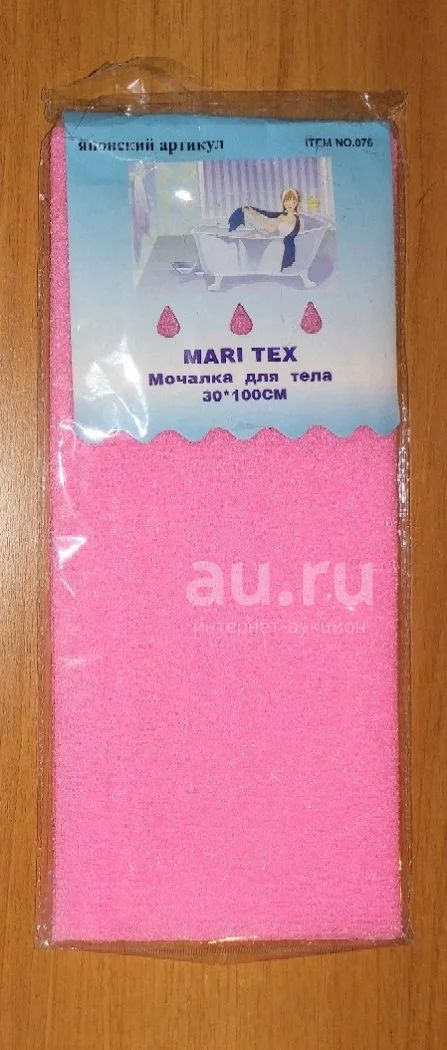 японский артикул
ITEM NO.076
MARI TEX
Мочалка для тела
30*100СМ
au.ru
интернет-аукцион